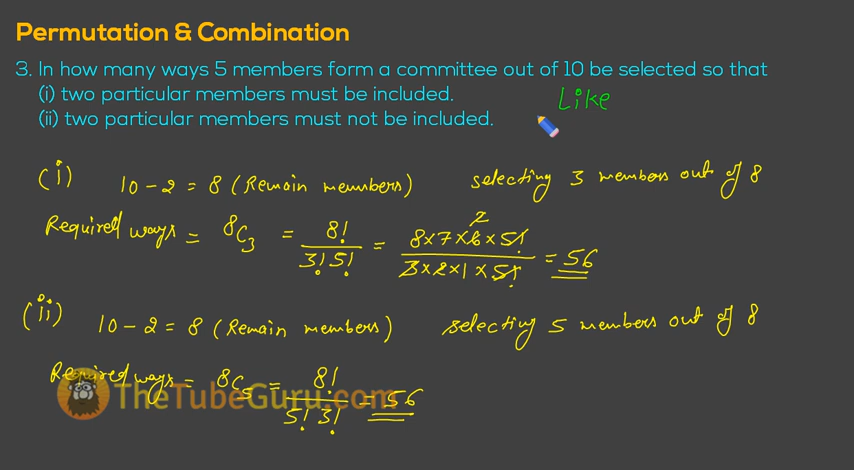 Permutation & Combination
3. In how many ways 5 members form a committee out of 10 be selected so that
(i) two particular members must be included.
(ii) two particular members must not be included.
Like
(i) 10 - 2 = 8 (Remain members) selecting 3 members out of 8
Required ways = 8C₃ = 8!/3! 5! = 8×7×6×5!/3×2×1×5! 2 = 56
(ii) 10 - 2 = 8 (Remain members) selecting 5 members out of 8
Required ways = 8C₅ = 8!/5! 3! = 56
TheTubeGuru.com